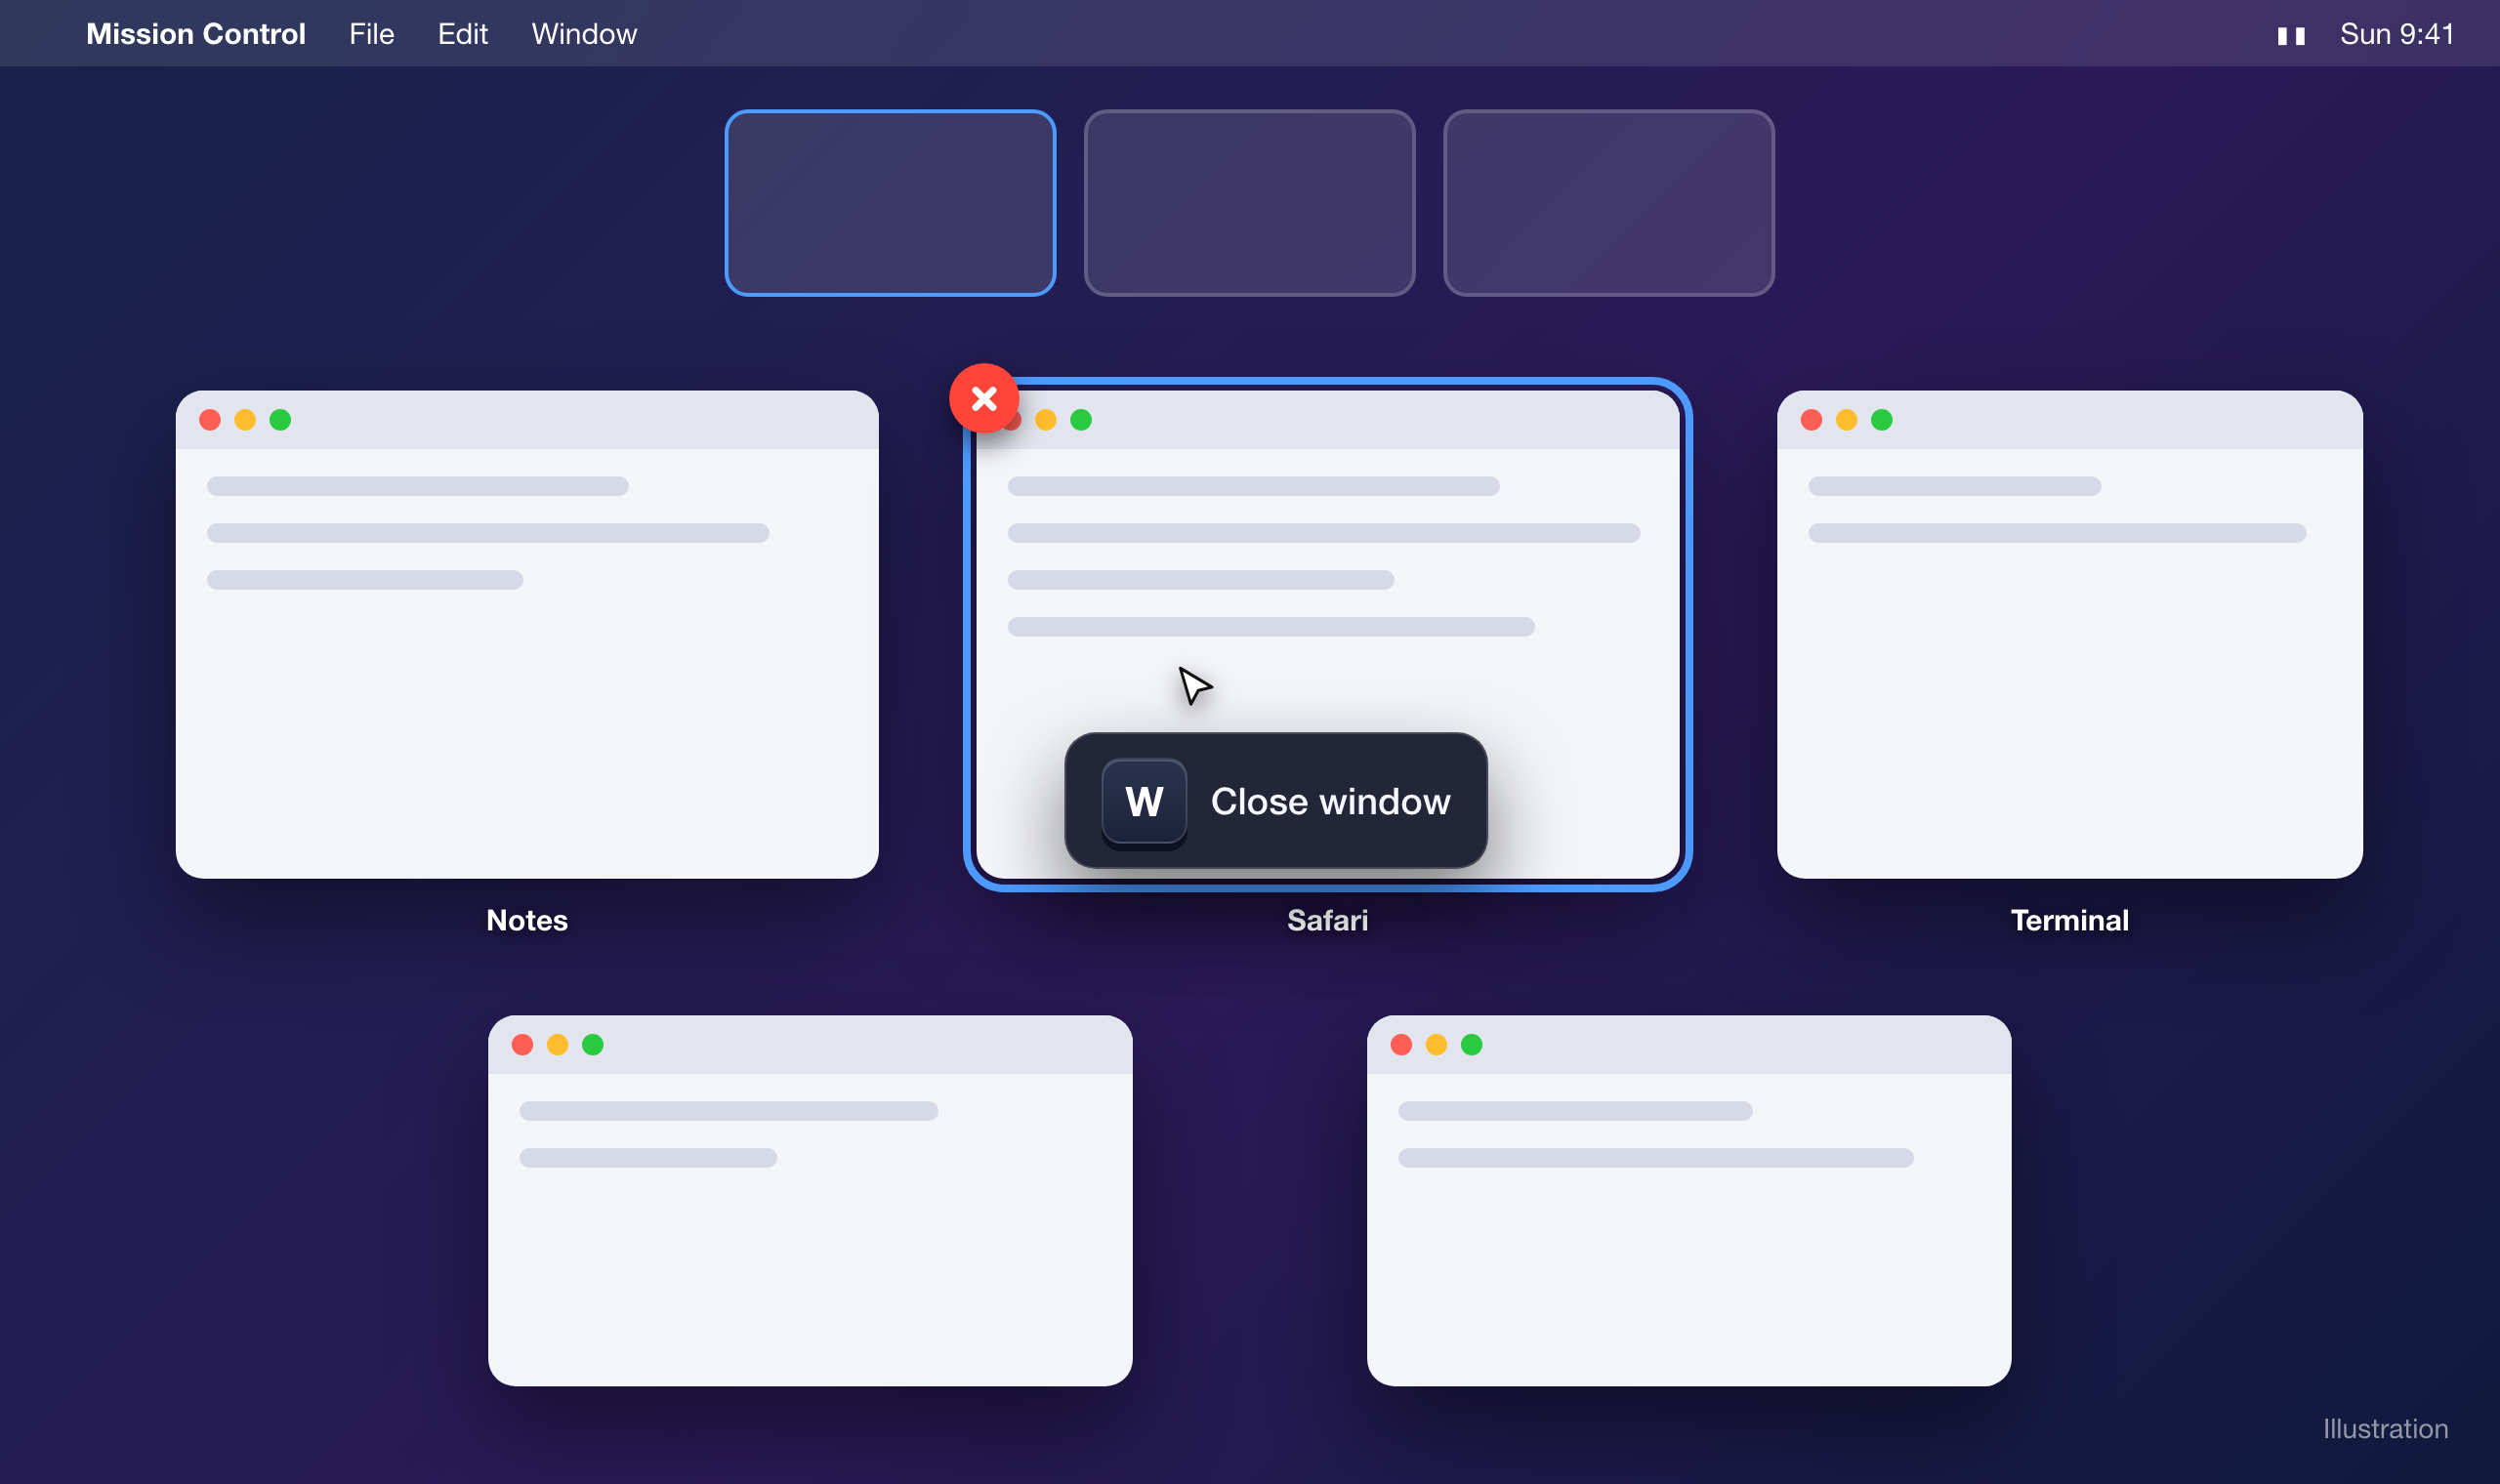 Mission Control File Edit Window Sun 9:41
W Close window
Notes Safari Terminal
Illustration